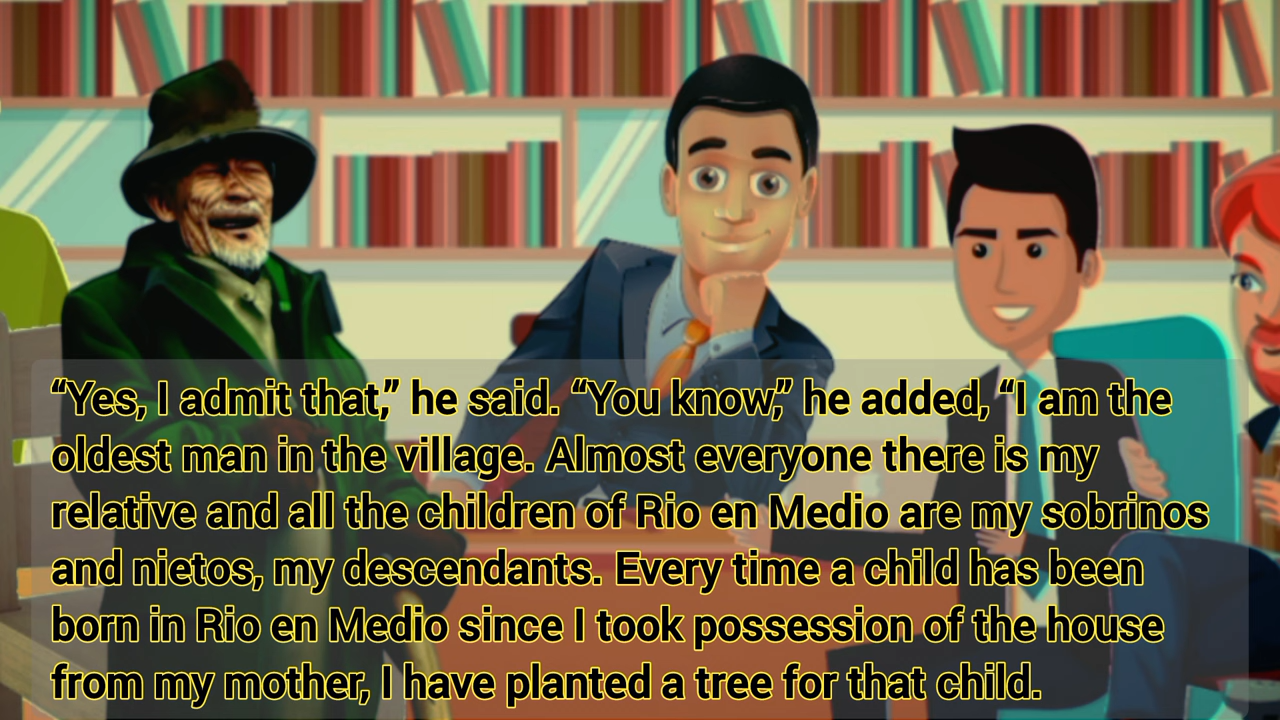 “Yes, I admit that,” he said. “You know,” he added, “I am the
oldest man in the village. Almost everyone there is my
relative and all the children of Rio en Medio are my sobrinos
and nietos, my descendants. Every time a child has been
born in Rio en Medio since I took possession of the house
from my mother, I have planted a tree for that child.